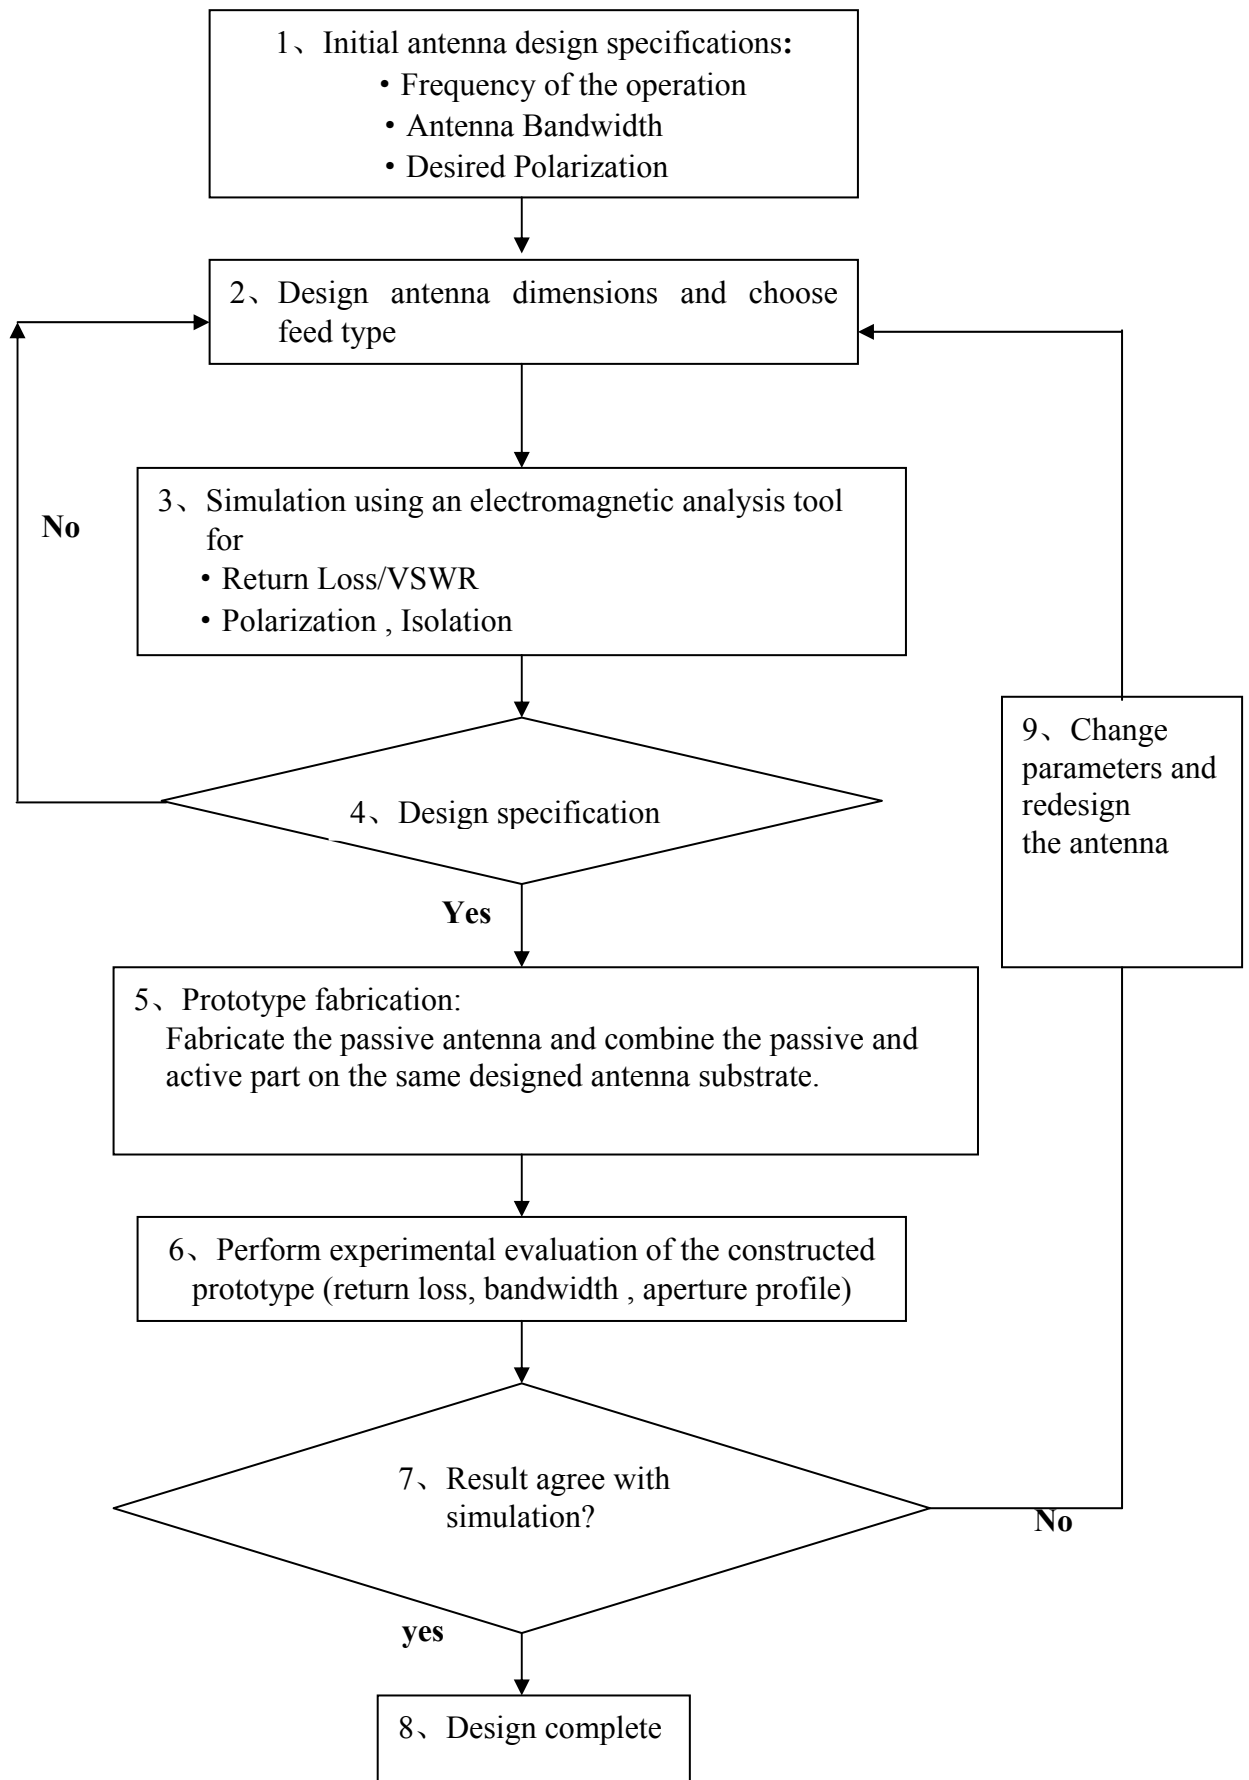 1、Initial antenna design specifications:
・Frequency of the operation
・Antenna Bandwidth
・Desired Polarization
2、Design antenna dimensions and choose
feed type
3、Simulation using an electromagnetic analysis tool
for
・Return Loss/VSWR
・Polarization , Isolation
No
4、Design specification
Yes
9、Change
parameters and
redesign
the antenna
5、Prototype fabrication:
Fabricate the passive antenna and combine the passive and
active part on the same designed antenna substrate.
6、Perform experimental evaluation of the constructed
prototype (return loss, bandwidth , aperture profile)
7、Result agree with
simulation?
No
yes
8、Design complete